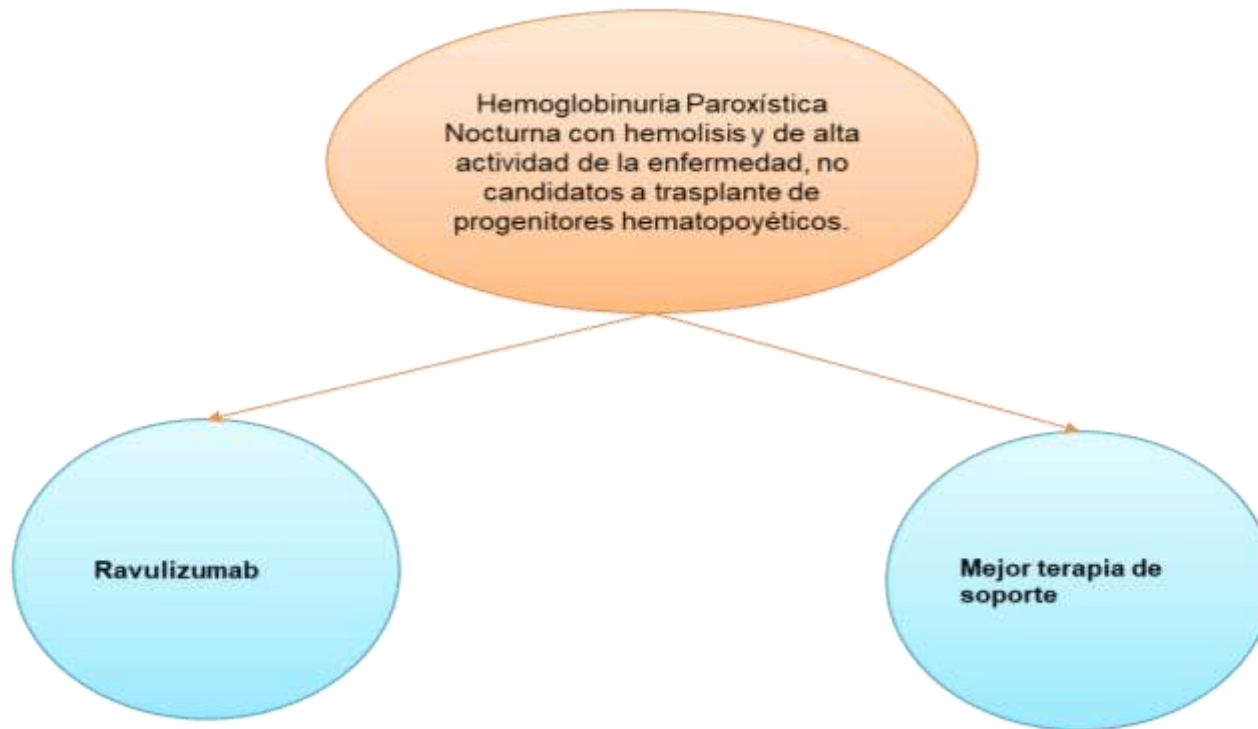 Hemoglobinuria Paroxística
Nocturna con hemolisis y de alta
actividad de la enfermedad, no
candidatos a trasplante de
progenitores hematopoyéticos.
Ravulizumab
Mejor terapia de
soporte